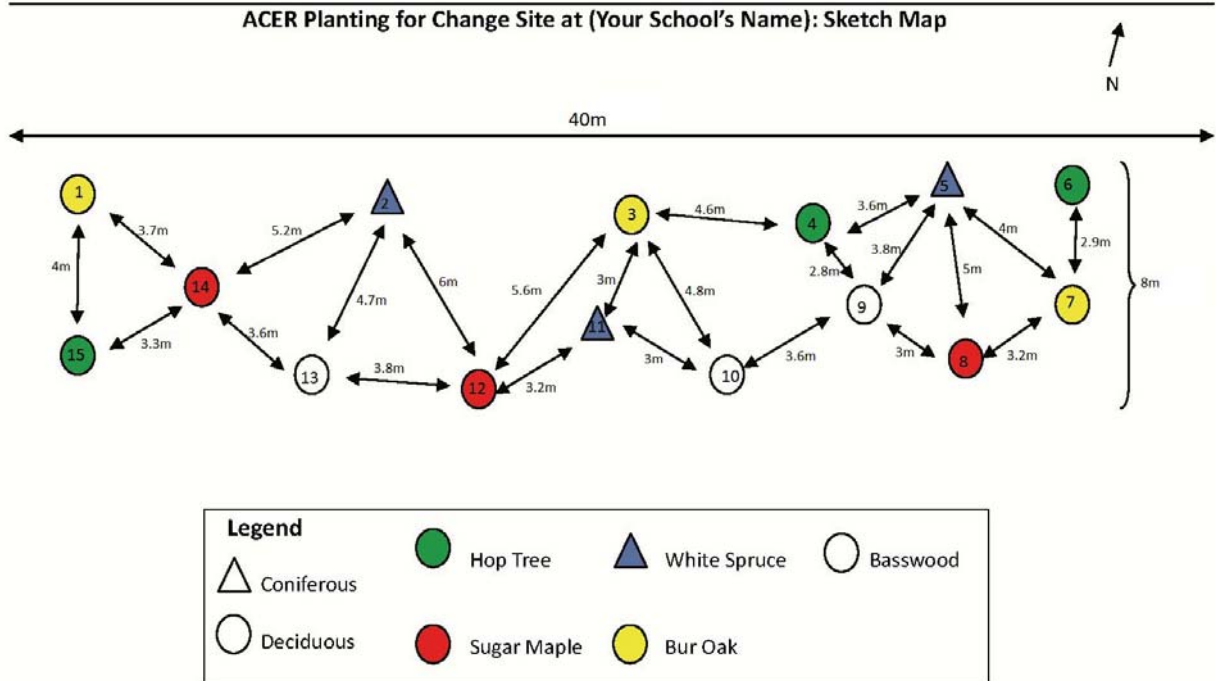 ACER Planting for Change Site at (Your School's Name): Sketch Map
N
40m
1
2
3
4
5
6
3.7m
5.2m
4.6m
3.6m
4m
2.9m
4m
14
4.7m
6m
5.6m
3m
4.8m
2.8m
3.8m
5m
8m
15
3.3m
3.6m
11
9
7
13
3.8m
12
3.2m
3m
10
3.6m
3m
8
3.2m
Legend
Coniferous
Deciduous
Hop Tree
White Spruce
Basswood
Sugar Maple
Bur Oak